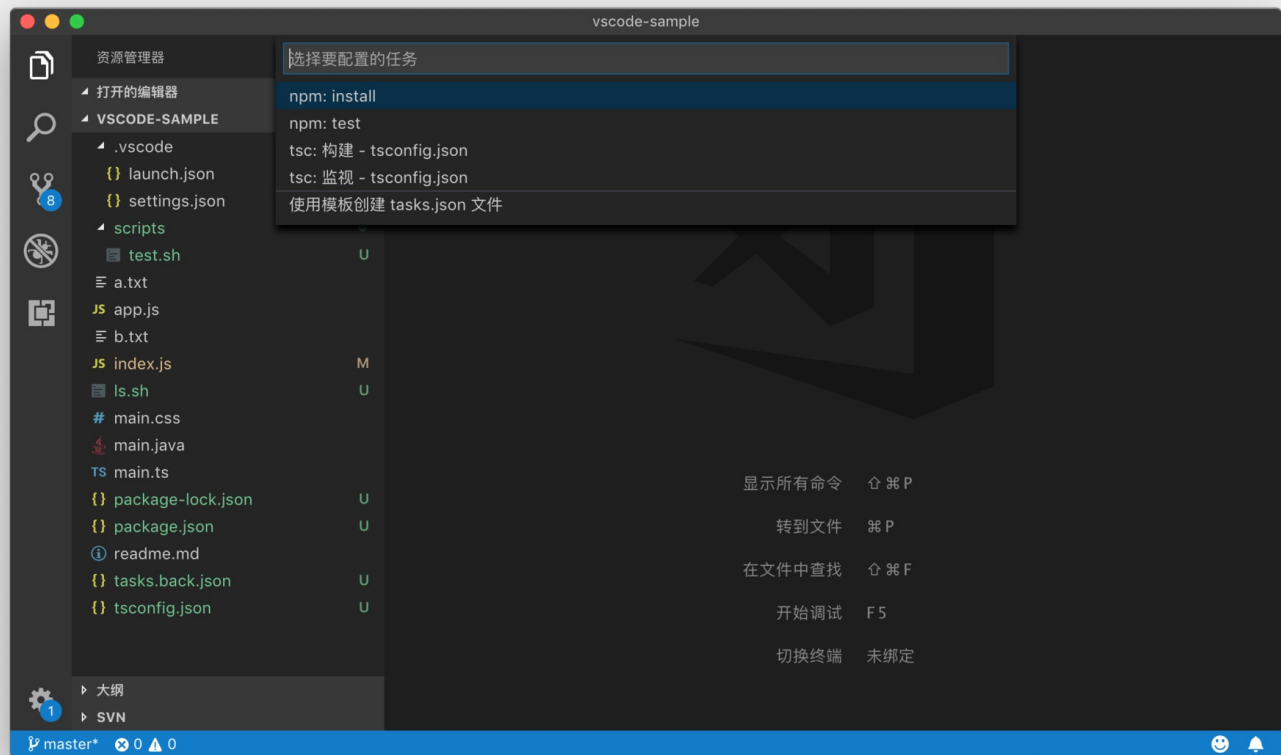 vscode-sample
资源管理器
选择要配置的任务
npm: install
npm: test
tsc: 构建 - tsconfig.json
tsc: 监视 - tsconfig.json
使用模板创建 tasks.json 文件
打开的编辑器
VSCODE-SAMPLE
.vscode
{} launch.json
{} settings.json
8
scripts
test.sh U
a.txt
JS app.js
b.txt
JS index.js M
ls.sh U
# main.css
main.java
TS main.ts
{} package-lock.json U
{} package.json U
readme.md
{} tasks.back.json U
{} tsconfig.json U
显示所有命令 ⇧⌘P
转到文件 ⌘P
在文件中查找 ⇧⌘F
开始调试 F5
切换终端 未绑定
大纲
1
SVN
master* 0 0